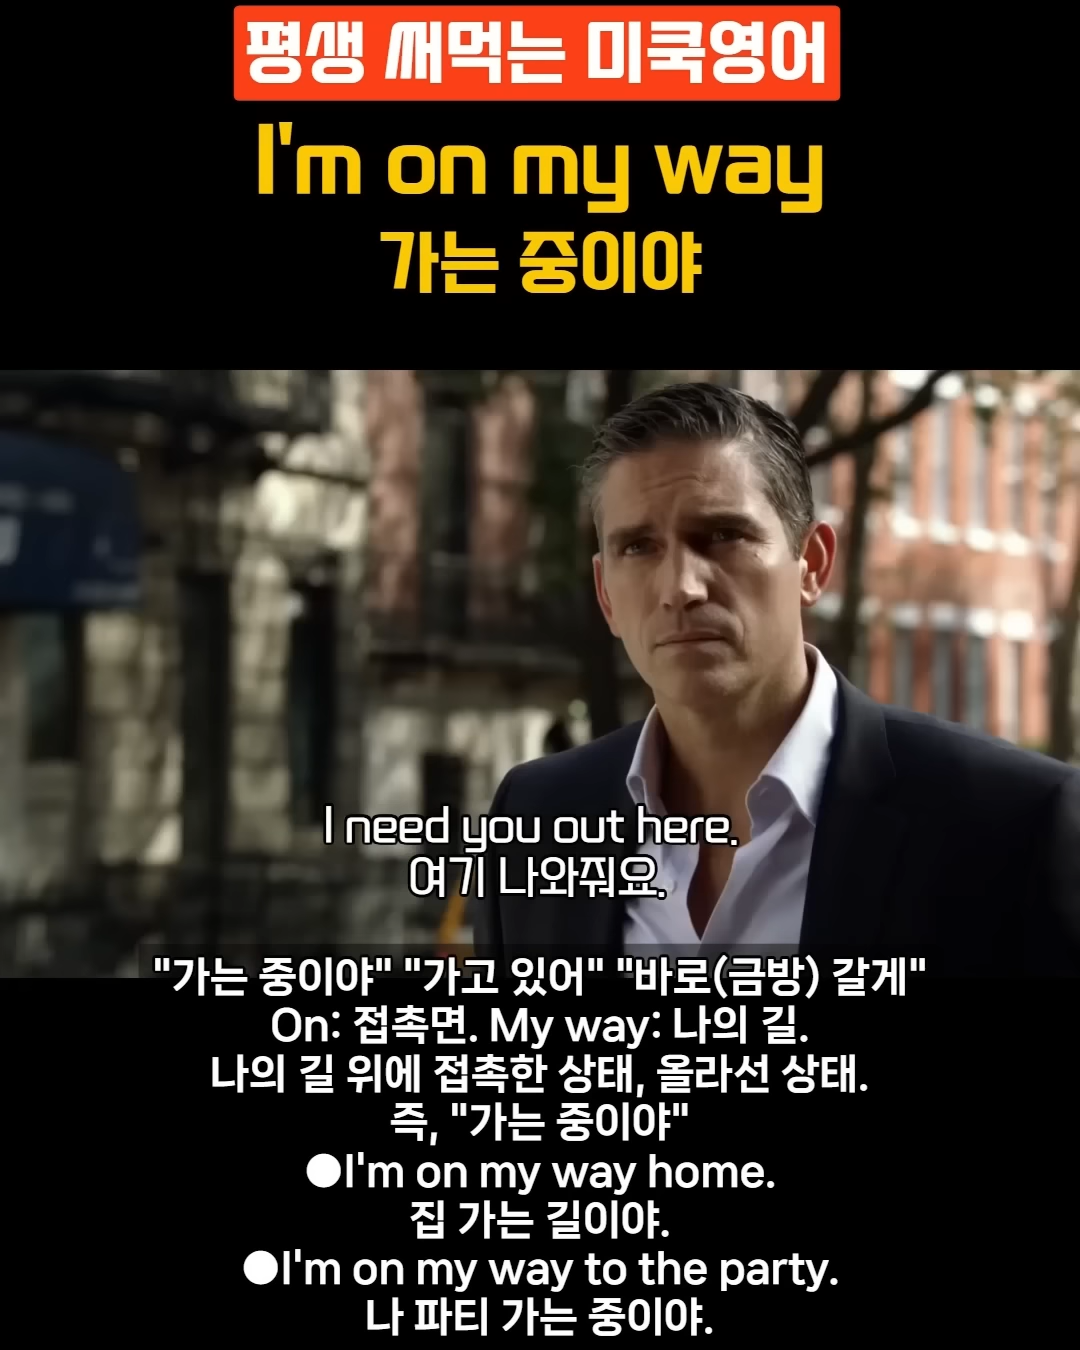 평생 써먹는 미쿡영어
I'm on my way
가는 중이야
I need you out here.
여기 나와줘요.
"가는 중이야" "가고 있어" "바로(금방) 갈게"
On: 접촉면. My way: 나의 길.
나의 길 위에 접촉한 상태, 올라선 상태.
즉, "가는 중이야"
●I'm on my way home.
집 가는 길이야.
●I'm on my way to the party.
나 파티 가는 중이야.